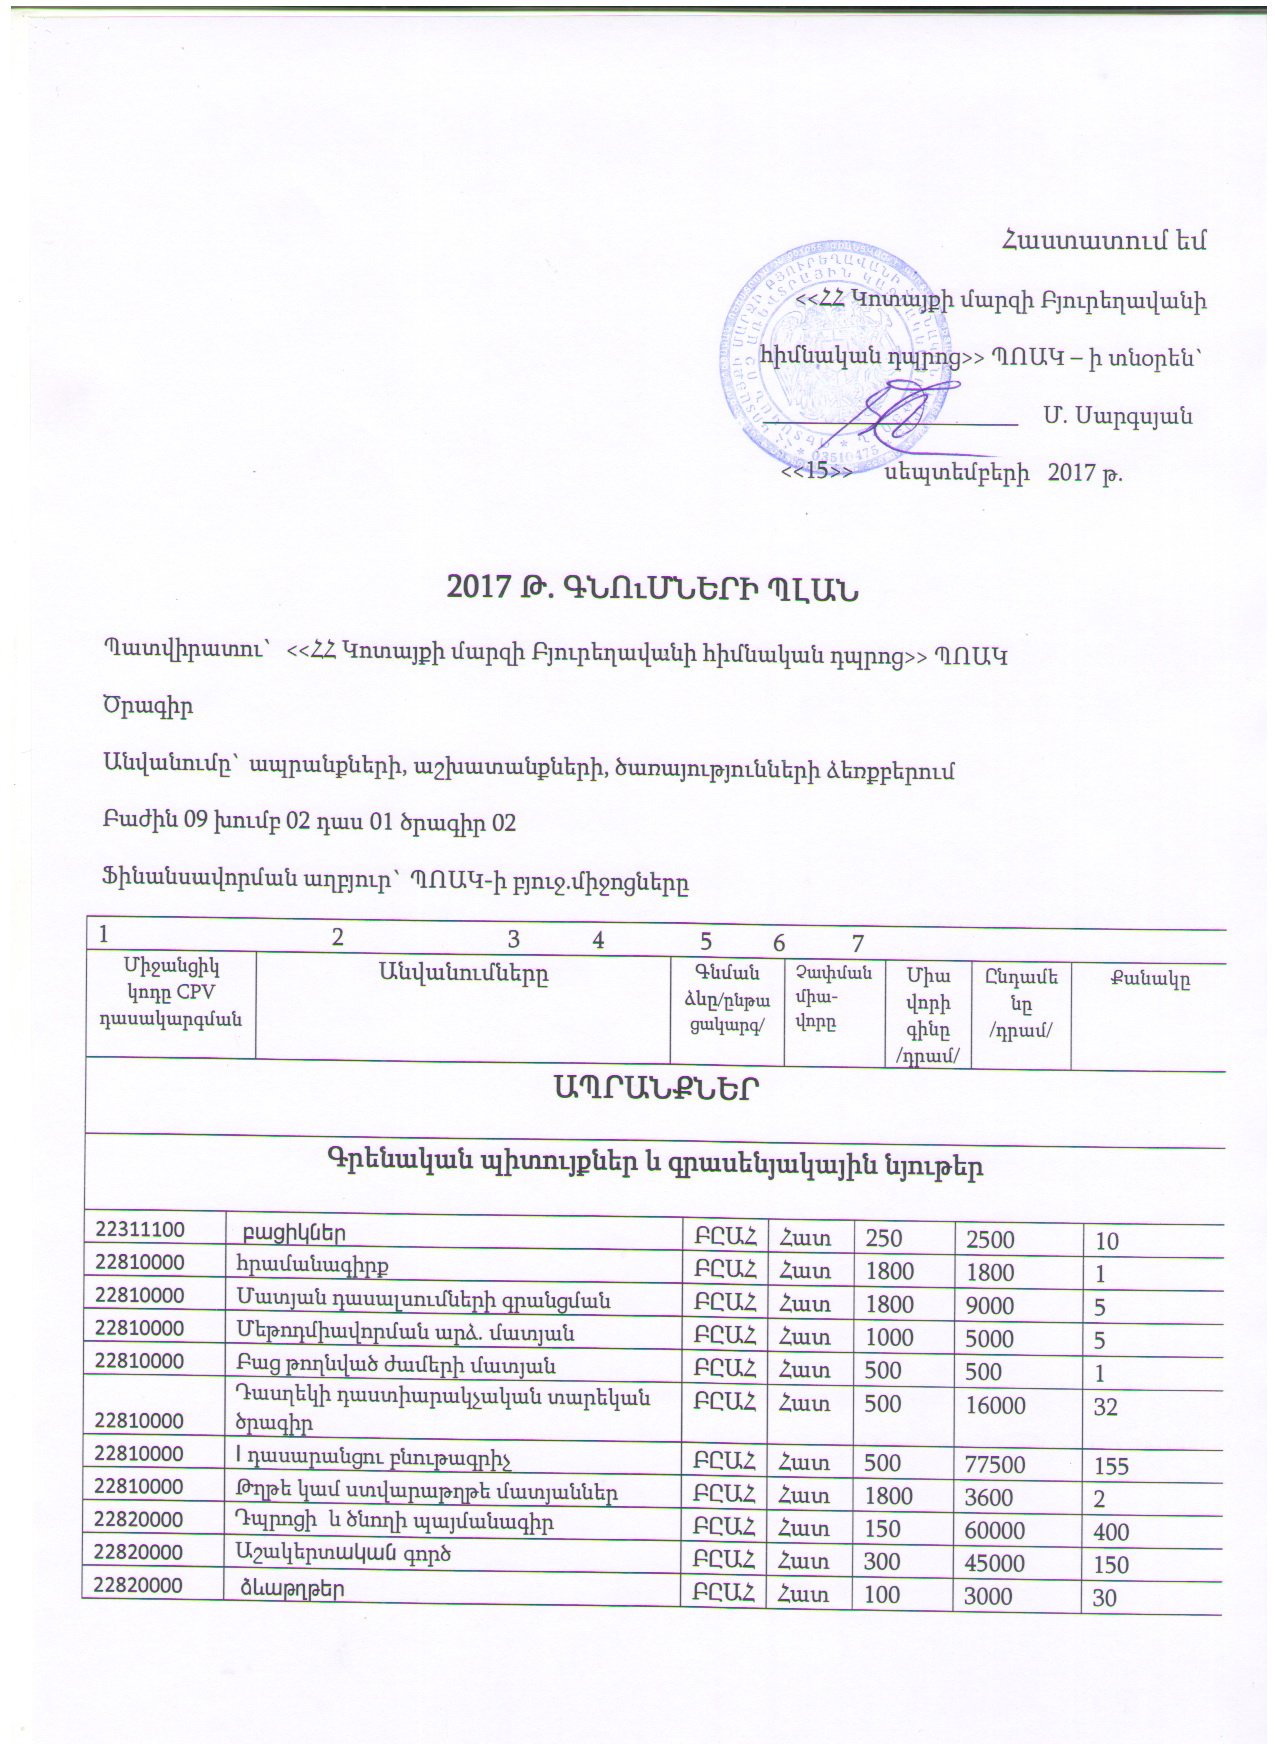 Հաստատում եմ
<<ՀՀ Կոտայքի մարզի Բյուրեղավանի
հիմնական դպրոց>> ՊՈԱԿ – ի տնօրեն՝
Մ. Սարգսյան
<<15>> սեպտեմբերի 2017 թ.
2017 Թ. ԳՆՈւՄՆԵՐԻ ՊԼԱՆ
Պատվիրատու՝ <<ՀՀ Կոտայքի մարզի Բյուրեղավանի հիմնական դպրոց>> ՊՈԱԿ
Ծրագիր
Անվանումը՝ ապրանքների, աշխատանքների, ծառայությունների ձեռքբերում
Բաժին 09 խումբ 02 դաս 01 ծրագիր 02
Ֆինանսավորման աղբյուր՝ ՊՈԱԿ-ի բյուջ.միջոցները
1 2 3 4 5 6 7
Միջանցիկ կոդը CPV դասակարգման Անվանումները Գնման ձևը/ընթա ցակարգ/ Չափման միա- վորը Միա վորի գինը /դրամ/ Ընդամե նը /դրամ/ Քանակը
ԱՊՐԱՆՔՆԵՐ
Գրենական պիտույքներ և գրասենյակային նյութեր
22311100 բացիկներ ԲԸԱՀ Հատ 250 2500 10
22810000 հրամանագիրք ԲԸԱՀ Հատ 1800 1800 1
22810000 Մատյան դասալսումների գրանցման ԲԸԱՀ Հատ 1800 9000 5
22810000 Մեթոդմիավորման արձ. մատյան ԲԸԱՀ Հատ 1000 5000 5
22810000 Բաց թողնված ժամերի մատյան ԲԸԱՀ Հատ 500 500 1
22810000 Դասղեկի դաստիարակչական տարեկան ծրագիր ԲԸԱՀ Հատ 500 16000 32
22810000 I դասարանցու բնութագրիչ ԲԸԱՀ Հատ 500 77500 155
22810000 Թղթե կամ ստվարաթղթե մատյաններ ԲԸԱՀ Հատ 1800 3600 2
22820000 Դպրոցի և ծնողի պայմանագիր ԲԸԱՀ Հատ 150 60000 400
22820000 Աշակերտական գործ ԲԸԱՀ Հատ 300 45000 150
22820000 ձևաթղթեր ԲԸԱՀ Հատ 100 3000 30